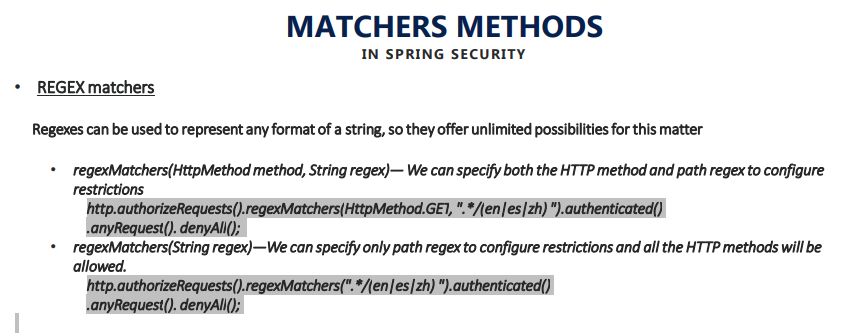 MATCHERS METHODS
IN SPRING SECURITY
• REGEX matchers
Regexes can be used to represent any format of a string, so they offer unlimited possibilities for this matter
• regexMatchers(HttpMethod method, String regex)— We can specify both the HTTP method and path regex to configure
restrictions
http.authorizeRequests().regexMatchers(HttpMethod.GET, ".*/(en|es|zh) ").authenticated()
.anyRequest(). denyAll();
• regexMatchers(String regex)—We can specify only path regex to configure restrictions and all the HTTP methods will be
allowed.
http.authorizeRequests().regexMatchers(".*/(en|es|zh) ").authenticated()
.anyRequest(). denyAll();